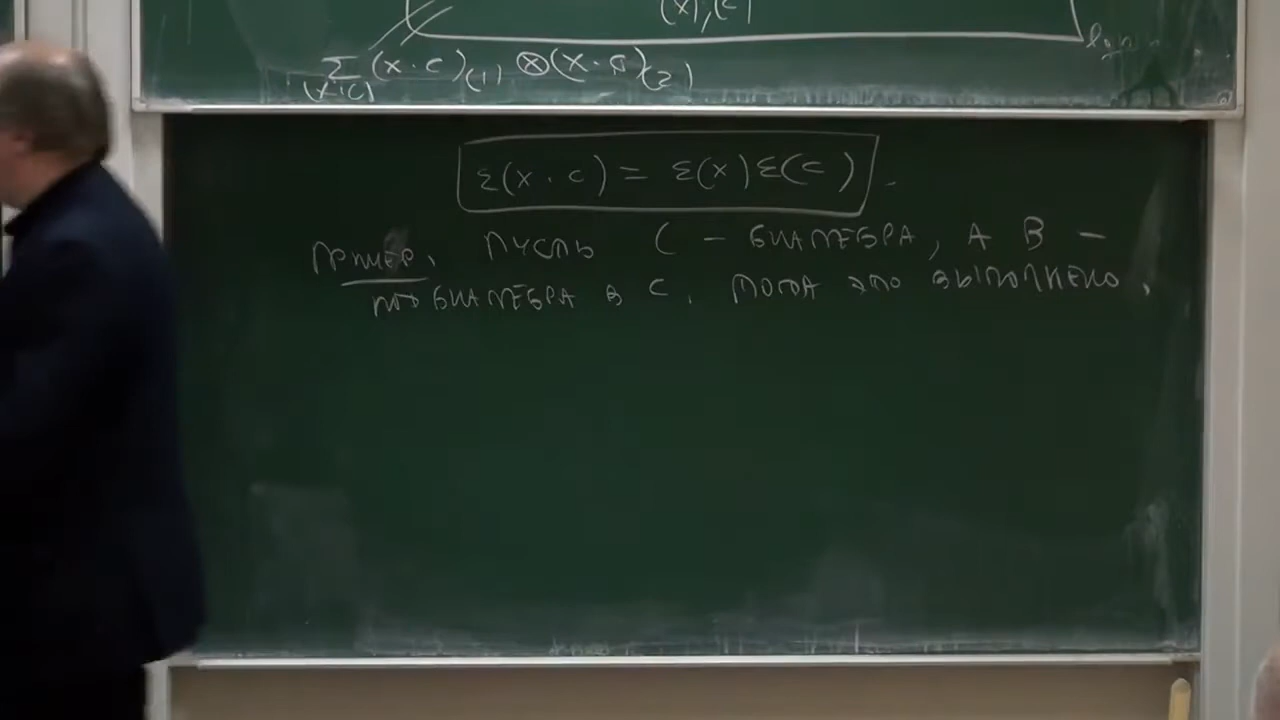 (x),(c)
∑ (x·c)(1) ⊗ (x·c)(2)
(x·c)
ε(x·c) = ε(x)ε(c).
Пример. Пусть C – биалгебра, а B –
подбиалгебра в C. Тогда это выполнено.